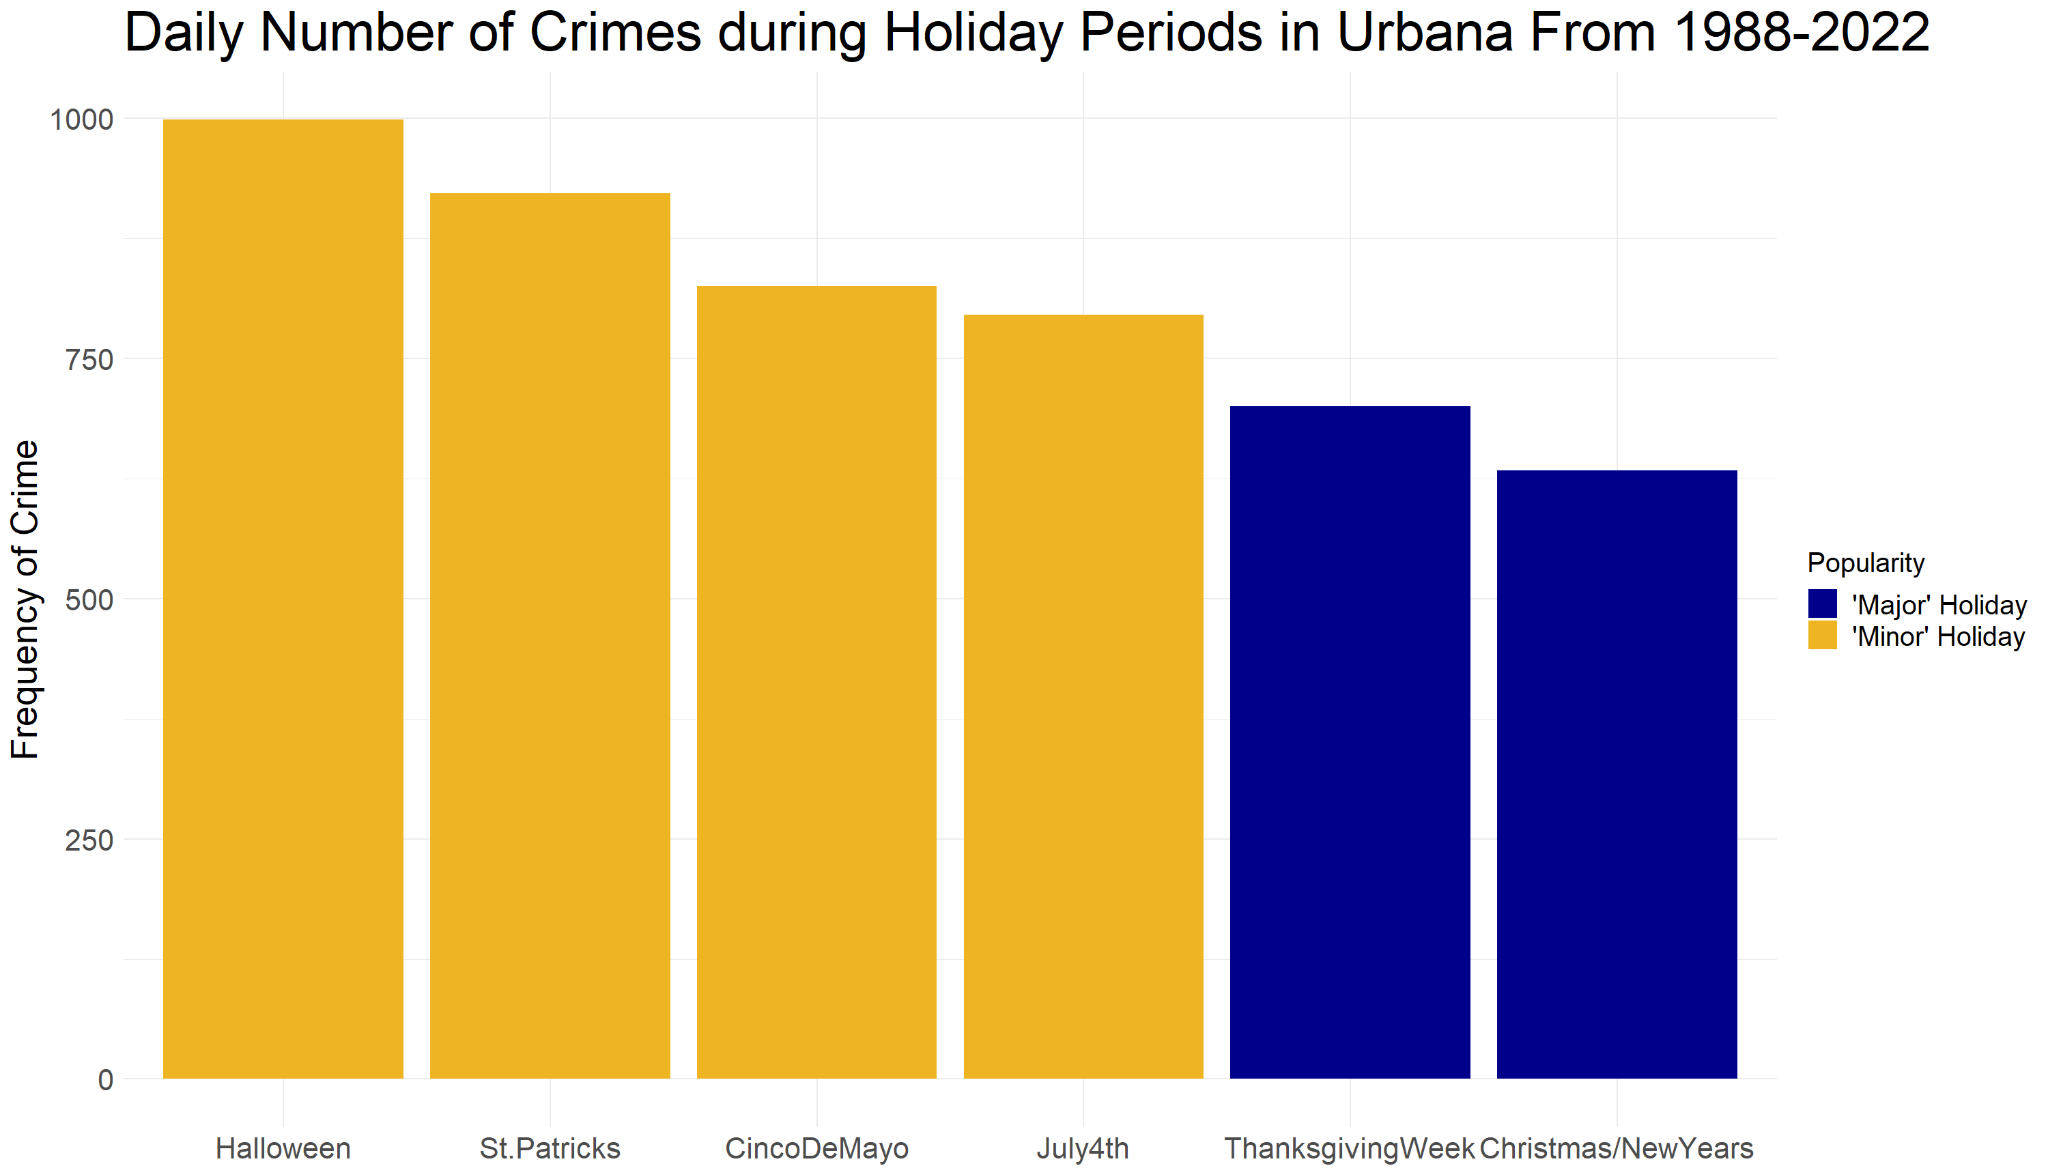 Daily Number of Crimes during Holiday Periods in Urbana From 1988-2022
Frequency of Crime
1000
750
500
250
0
Halloween
St.Patricks
CincoDeMayo
July4th
ThanksgivingWeek
Christmas/NewYears
Popularity
'Major' Holiday
'Minor' Holiday